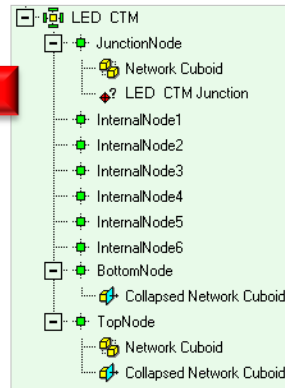 LED CTM
JunctionNode
Network Cuboid
? LED CTM Junction
InternalNode1
InternalNode2
InternalNode3
InternalNode4
InternalNode5
InternalNode6
BottomNode
Collapsed Network Cuboid
TopNode
Network Cuboid
Collapsed Network Cuboid